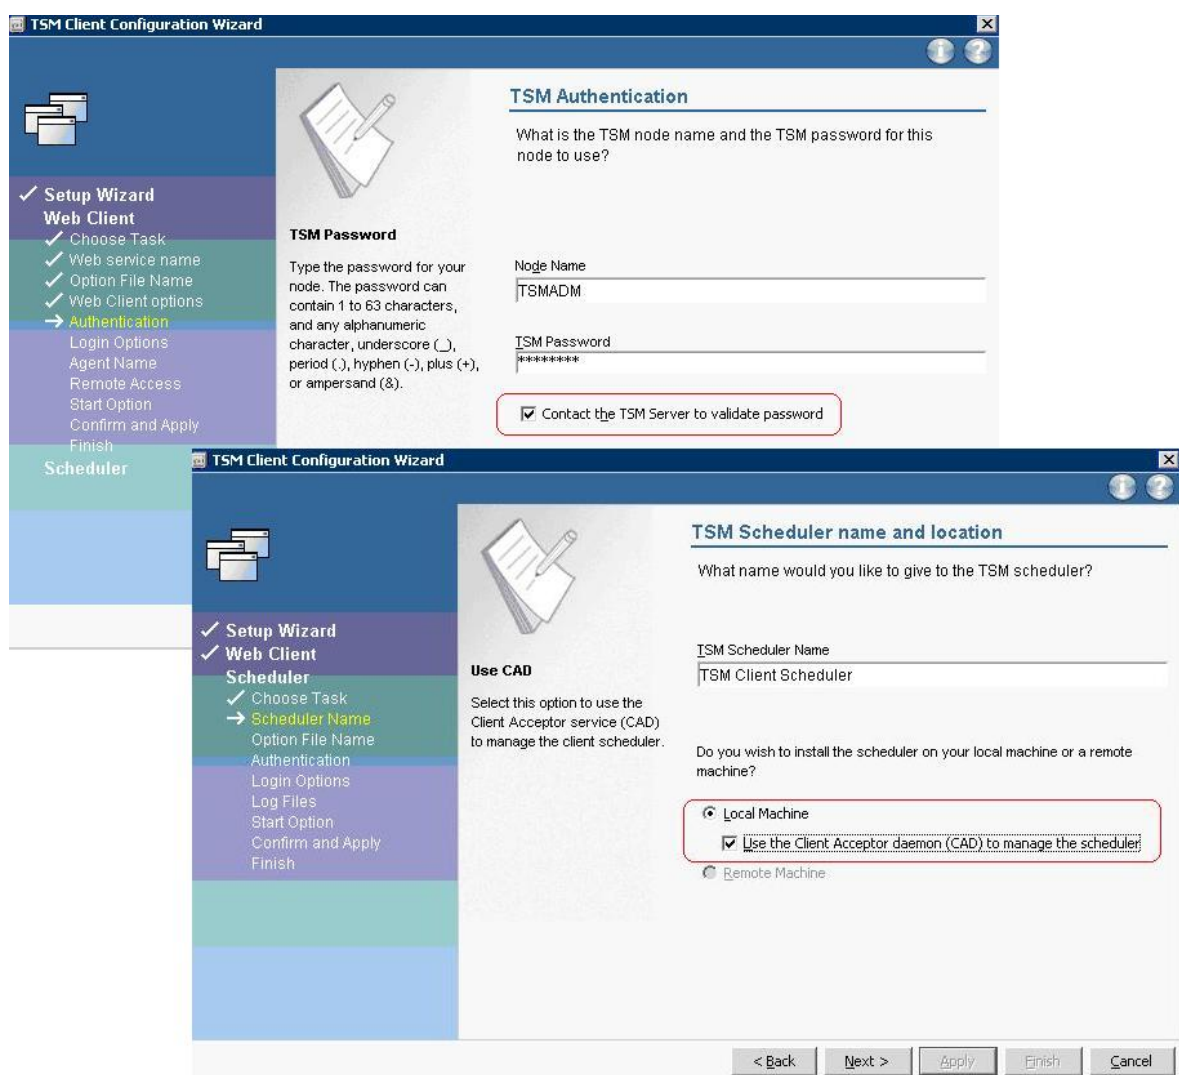 TSM Client Configuration Wizard
Setup Wizard
Web Client
Choose Task
Web service name
Option File Name
Web Client options
Authentication
Login Options
Agent Name
Remote Access
Start Option
Confirm and Apply
Finish
Scheduler
TSM Password
Type the password for your
node. The password can
contain 1 to 63 characters,
and any alphanumeric
character, underscore (_),
period (.), hyphen (-), plus (+),
or ampersand (&).
TSM Authentication
What is the TSM node name and the TSM password for this
node to use?
Node Name
TSMADM
TSM Password
********
Contact the TSM Server to validate password
TSM Client Configuration Wizard
Setup Wizard
Web Client
Scheduler
Choose Task
Scheduler Name
Option File Name
Authentication
Login Options
Log Files
Start Option
Confirm and Apply
Finish
Use CAD
Select this option to use the
Client Acceptor service (CAD)
to manage the client scheduler.
TSM Scheduler name and location
What name would you like to give to the TSM scheduler?
TSM Scheduler Name
TSM Client Scheduler
Do you wish to install the scheduler on your local machine or a remote
machine?
Local Machine
Use the Client Acceptor daemon (CAD) to manage the scheduler
Remote Machine
< Back Next > Apply Finish Cancel